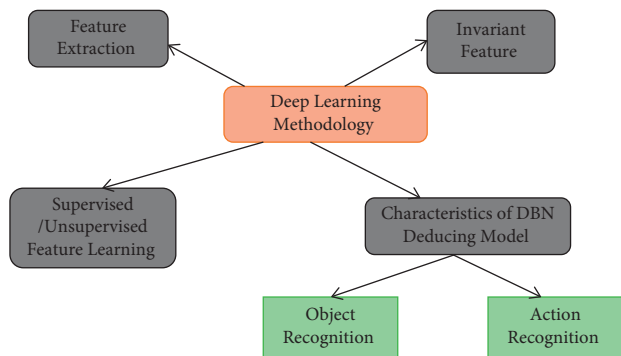 Feature
Extraction
Invariant
Feature
Deep Learning
Methodology
Supervised
/Unsupervised
Feature Learning
Characteristics of DBN
Deducing Model
Object
Recognition
Action
Recognition